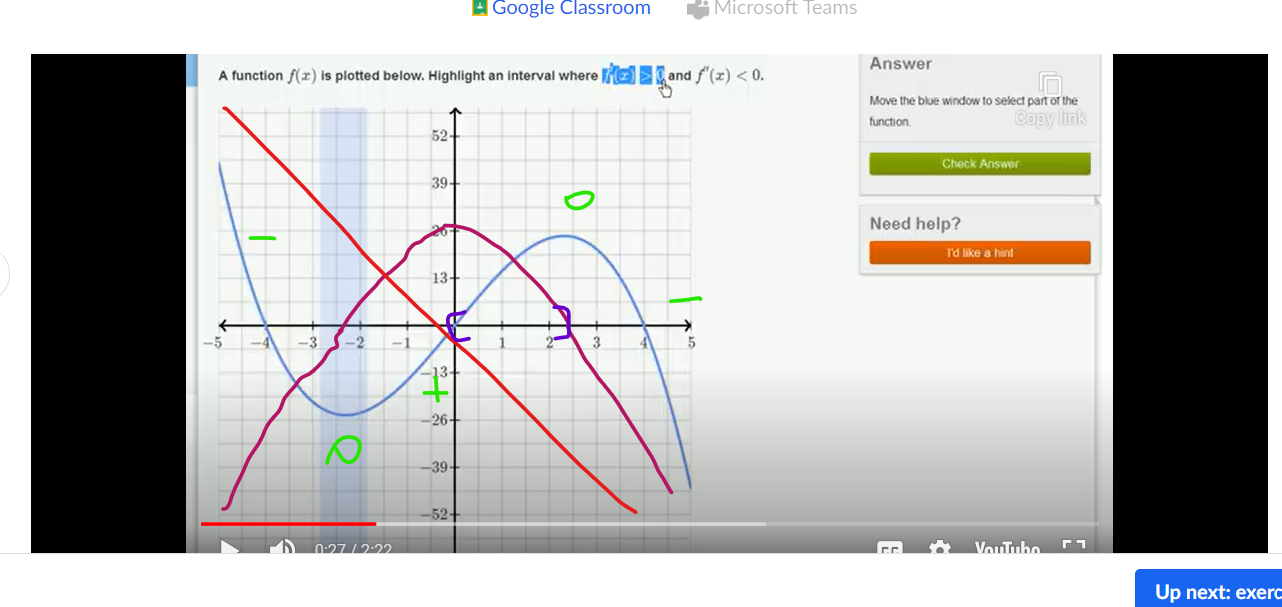 Google Classroom
Microsoft Teams
A function f(x) is plotted below. Highlight an interval where f′(x) > 0 and f″(x) < 0.
Answer
Move the blue window to select part of the
function.
Copy link
Check Answer
Need help?
I'd like a hint
52
39
26
13
-5 -4 -3 -2 -1 1 2 3 4 5
-13
-26
-39
-52
0
+
0:27 / 2:22
CC
YouTube
Up next: exerc